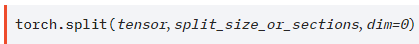 torch.split(tensor, split_size_or_sections, dim=0)